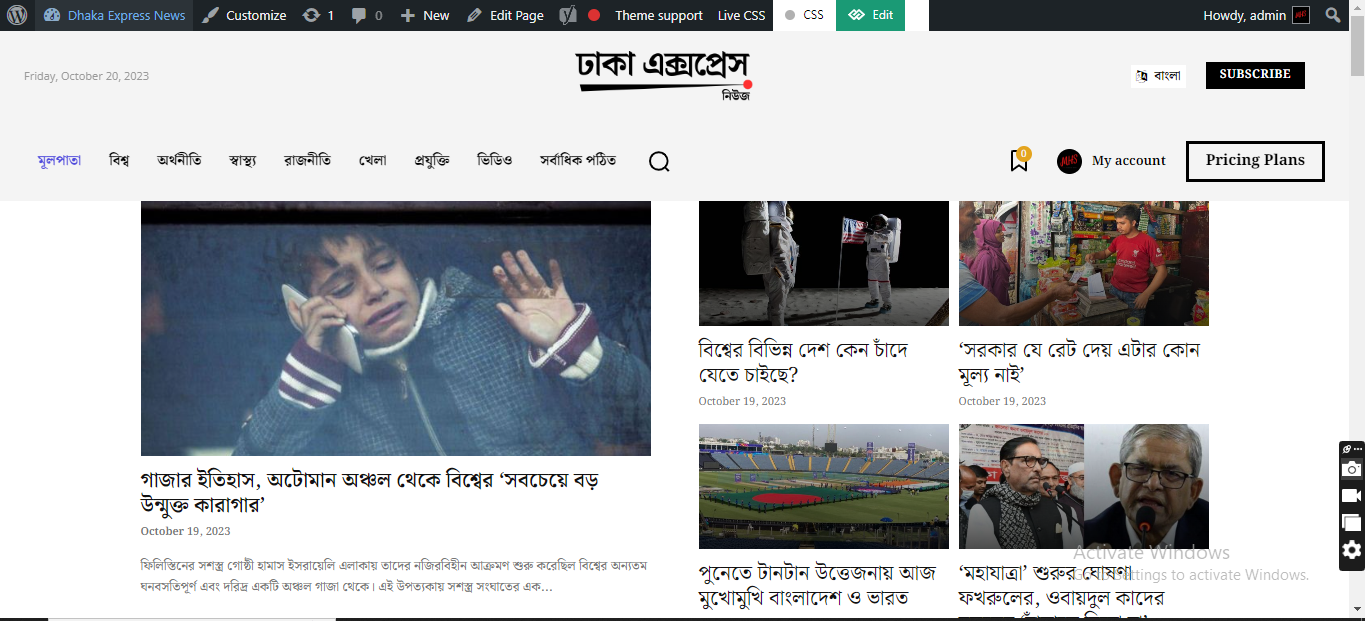 Dhaka Express News Customize 1 0 New Edit Page Theme support Live CSS CSS Edit Howdy, admin
Friday, October 20, 2023
ঢাকা এক্সপ্রেস
নিউজ
বাংলা
SUBSCRIBE
মূলপাতা বিশ্ব অর্থনীতি স্বাস্থ্য রাজনীতি খেলা প্রযুক্তি ভিডিও সর্বাধিক পঠিত
0
My account
Pricing Plans
গাজার ইতিহাস, অটোমান অঞ্চল থেকে বিশ্বের ‘সবচেয়ে বড়
উন্মুক্ত কারাগার’
October 19, 2023
ফিলিস্তিনের সশস্ত্র গোষ্ঠী হামাস ইসরায়েলি এলাকায় তাদের নজিরবিহীন আক্রমণ শুরু করেছিল বিশ্বের অন্যতম
ঘনবসতিপূর্ণ এবং দরিদ্র একটি অঞ্চল গাজা থেকে। এই উপত্যকায় সশস্ত্র সংঘাতের এক...
বিশ্বের বিভিন্ন দেশ কেন চাঁদে
যেতে চাইছে?
October 19, 2023
‘সরকার যে রেট দেয় এটার কোন
মূল্য নাই’
October 19, 2023
পুনেতে টানটান উত্তেজনায় আজ
মুখোমুখি বাংলাদেশ ও ভারত
‘মহাযাত্রা’ শুরুর ঘোষণা
ফখরুলের, ওবায়দুল কাদের
Activate Windows
Go to Settings to activate Windows.